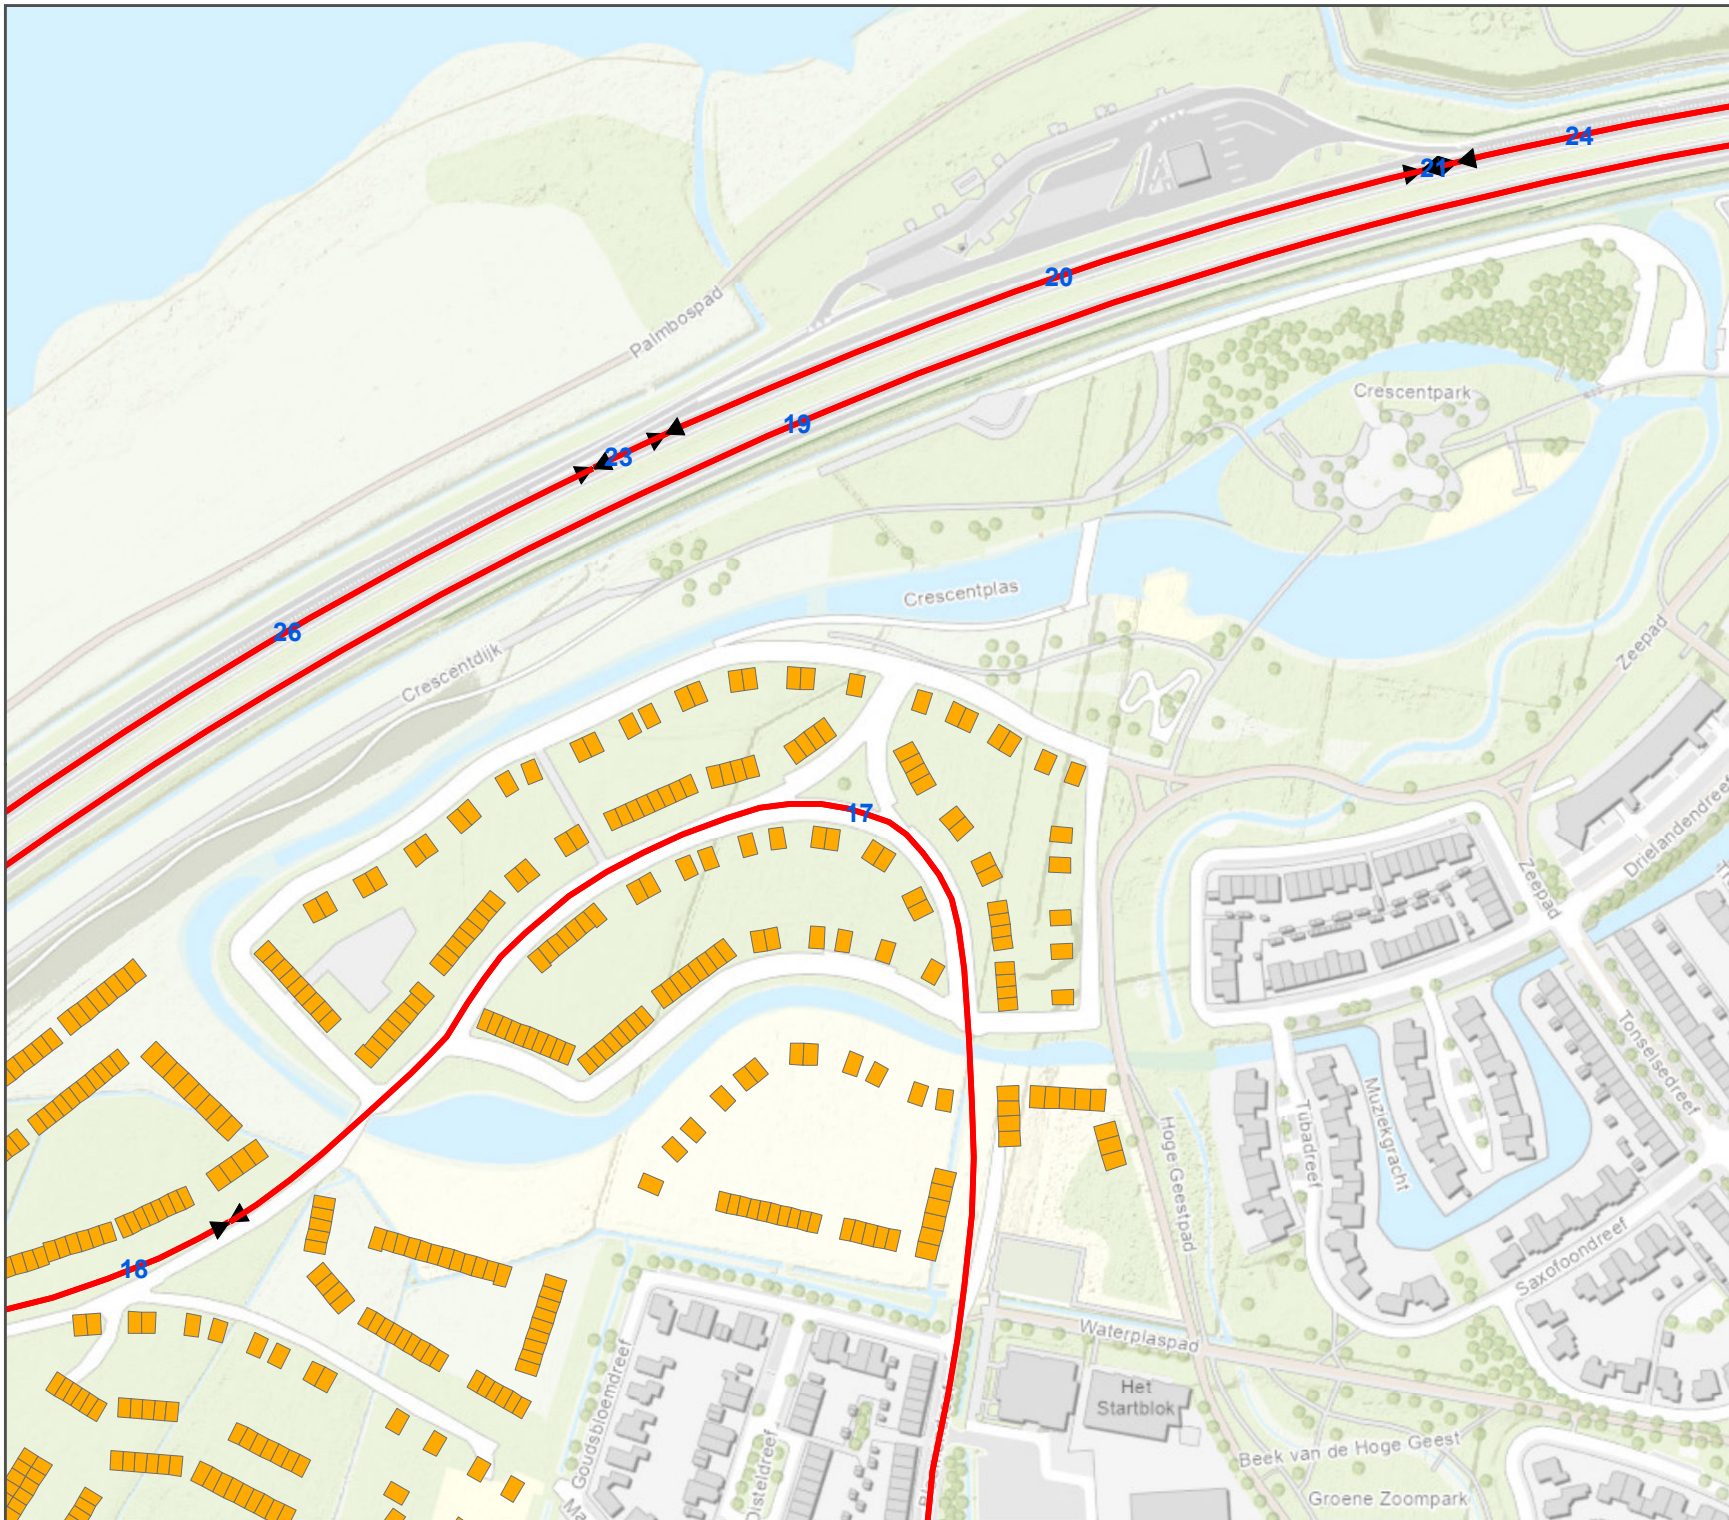 24
21
20
Palmbospad
Crescentpark
19
23
Crescentplas
26
Zeepad
Crescentdijk
17
Drielandendreef
Zeepad
Tonselsedreef
Muziekgracht
Tubadreef
Hoge Geestpad
18
Saxofoondreef
Waterplaspad
Goudsbloemdreef
Het
Startblok
Disteldreef
Beek van de Hoge Geest
Groene Zoompark